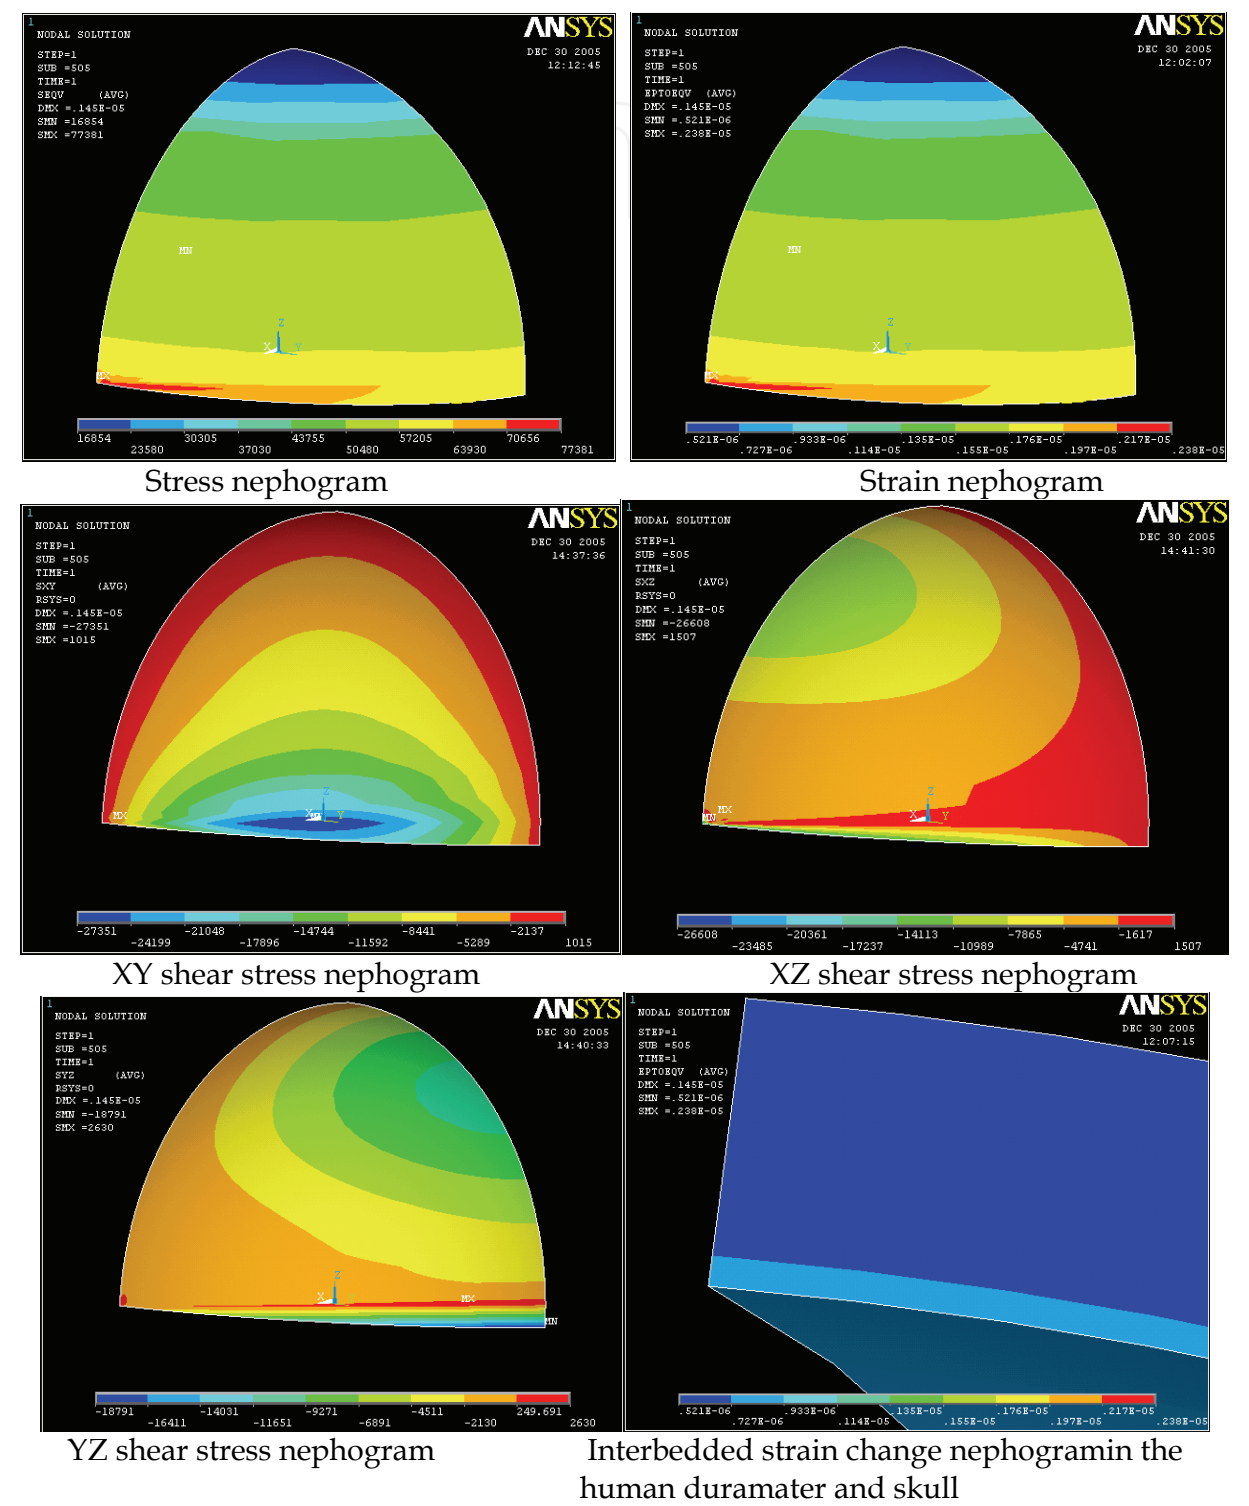 1
NODAL SOLUTION
STEP=1
SUB =505
TIME=1
SEQV (AVG)
DMX =.145E-05
SMN =16854
SMX =77381
ANSYS
DEC 30 2005
12:12:45
MN
Z
X Y
MX
16854 30305 43755 57205 70656
23580 37030 50480 63930 77381
Stress nephogram
1
NODAL SOLUTION
STEP=1
SUB =505
TIME=1
EPTOEQV (AVG)
DMX =.145E-05
SMN =.521E-06
SMX =.238E-05
ANSYS
DEC 30 2005
12:02:07
MN
Z
X Y
MX
.521E-06 .933E-06 .135E-05 .176E-05 .217E-05
.727E-06 .114E-05 .155E-05 .197E-05 .238E-05
Strain nephogram
1
NODAL SOLUTION
STEP=1
SUB =505
TIME=1
SXY (AVG)
RSYS=0
DMX =.145E-05
SMN =-27351
SMX =1015
ANSYS
DEC 30 2005
14:37:36
Z
MX X MN Y
-27351 -21048 -14744 -8441 -2137
-24199 -17896 -11592 -5289 1015
XY shear stress nephogram
1
NODAL SOLUTION
STEP=1
SUB =505
TIME=1
SXZ (AVG)
RSYS=0
DMX =.145E-05
SMN =-26608
SMX =1507
ANSYS
DEC 30 2005
14:41:30
Z
MX
MN X Y
-26608 -20361 -14113 -7865 -1617
-23485 -17237 -10989 -4741 1507
XZ shear stress nephogram
1
NODAL SOLUTION
STEP=1
SUB =505
TIME=1
SYZ (AVG)
RSYS=0
DMX =.145E-05
SMN =-18791
SMX =2630
ANSYS
DEC 30 2005
14:40:33
Z
X Y MX
MN
-18791 -14031 -9271 -4511 249.691
-16411 -11651 -6891 -2130 2630
YZ shear stress nephogram
1
NODAL SOLUTION
STEP=1
SUB =505
TIME=1
EPTOEQV (AVG)
DMX =.145E-05
SMN =.521E-06
SMX =.238E-05
ANSYS
DEC 30 2005
12:07:15
.521E-06 .933E-06 .135E-05 .176E-05 .217E-05
.727E-06 .114E-05 .155E-05 .197E-05 .238E-05
Interbedded strain change nephogramin the
human duramater and skull